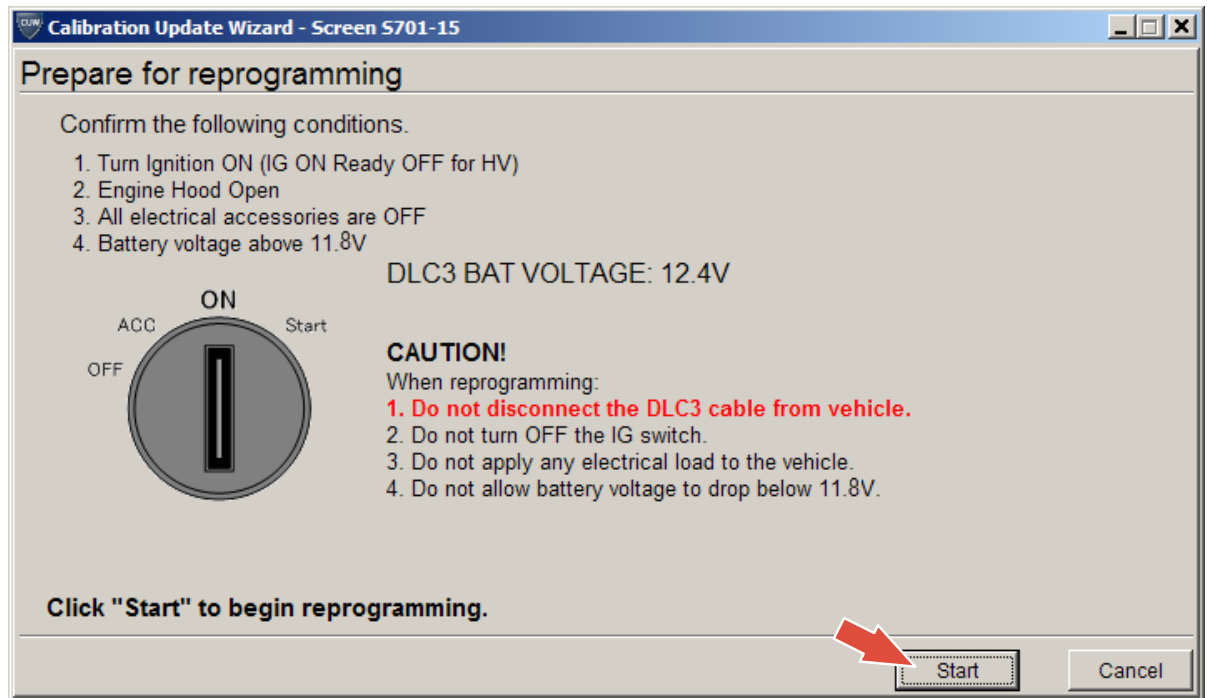 CUW Calibration Update Wizard - Screen S701-15
Prepare for reprogramming
Confirm the following conditions.
1. Turn Ignition ON (IG ON Ready OFF for HV)
2. Engine Hood Open
3. All electrical accessories are OFF
4. Battery voltage above 11.8V
DLC3 BAT VOLTAGE: 12.4V
ON
ACC
Start
OFF
CAUTION!
When reprogramming:
1. Do not disconnect the DLC3 cable from vehicle.
2. Do not turn OFF the IG switch.
3. Do not apply any electrical load to the vehicle.
4. Do not allow battery voltage to drop below 11.8V.
Click "Start" to begin reprogramming.
Start
Cancel